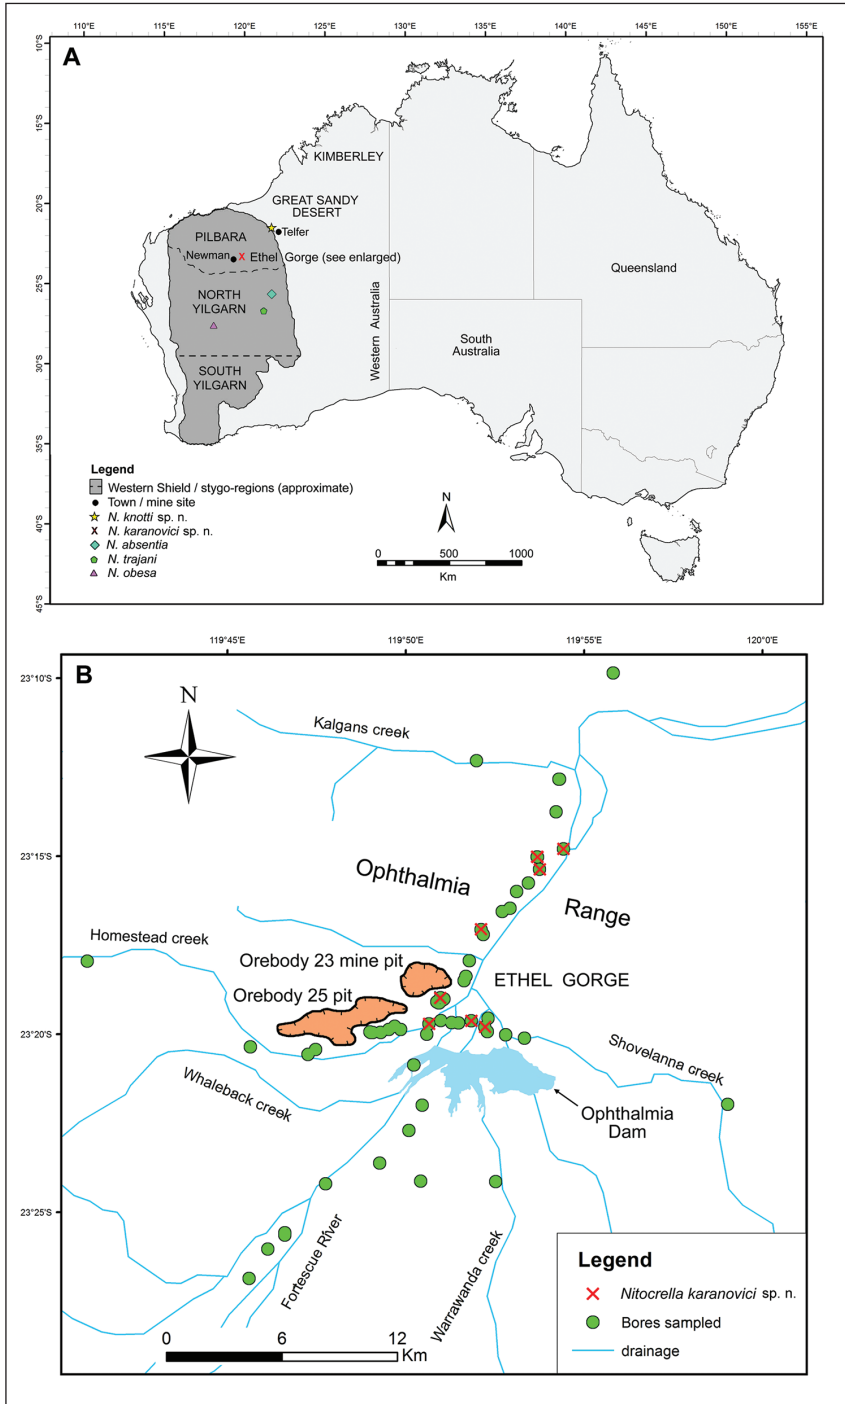 110°E 115°E 120°E 125°E 130°E 135°E 140°E 145°E 150°E 155°E
A
10°S
15°S
20°S
25°S
30°S
35°S
40°S
45°S
KIMBERLEY
GREAT SANDY
DESERT
PILBARA
Telfer
Newman
Ethel Gorge (see enlarged)
NORTH
YILGARN
SOUTH
YILGARN
Western Australia
South
Australia
Queensland
Legend
Western Shield / stygo-regions (approximate)
Town / mine site
N. knotti sp. n.
N. karanovici sp. n.
N. absentia
N. trajani
N. obesa
N
0 500 1000
Km
119°45'E 119°50'E 119°55'E 120°0'E
B
23°10'S
23°15'S
23°20'S
23°25'S
N
Kalgans creek
Ophthalmia
Range
Homestead creek
Orebody 23 mine pit
Orebody 25 pit
ETHEL GORGE
Whaleback creek
Shovelanna creek
Ophthalmia
Dam
Fortescue River
Warrawanda creek
0 6 12
Km
Legend
Nitocrella karanovici sp. n.
Bores sampled
drainage